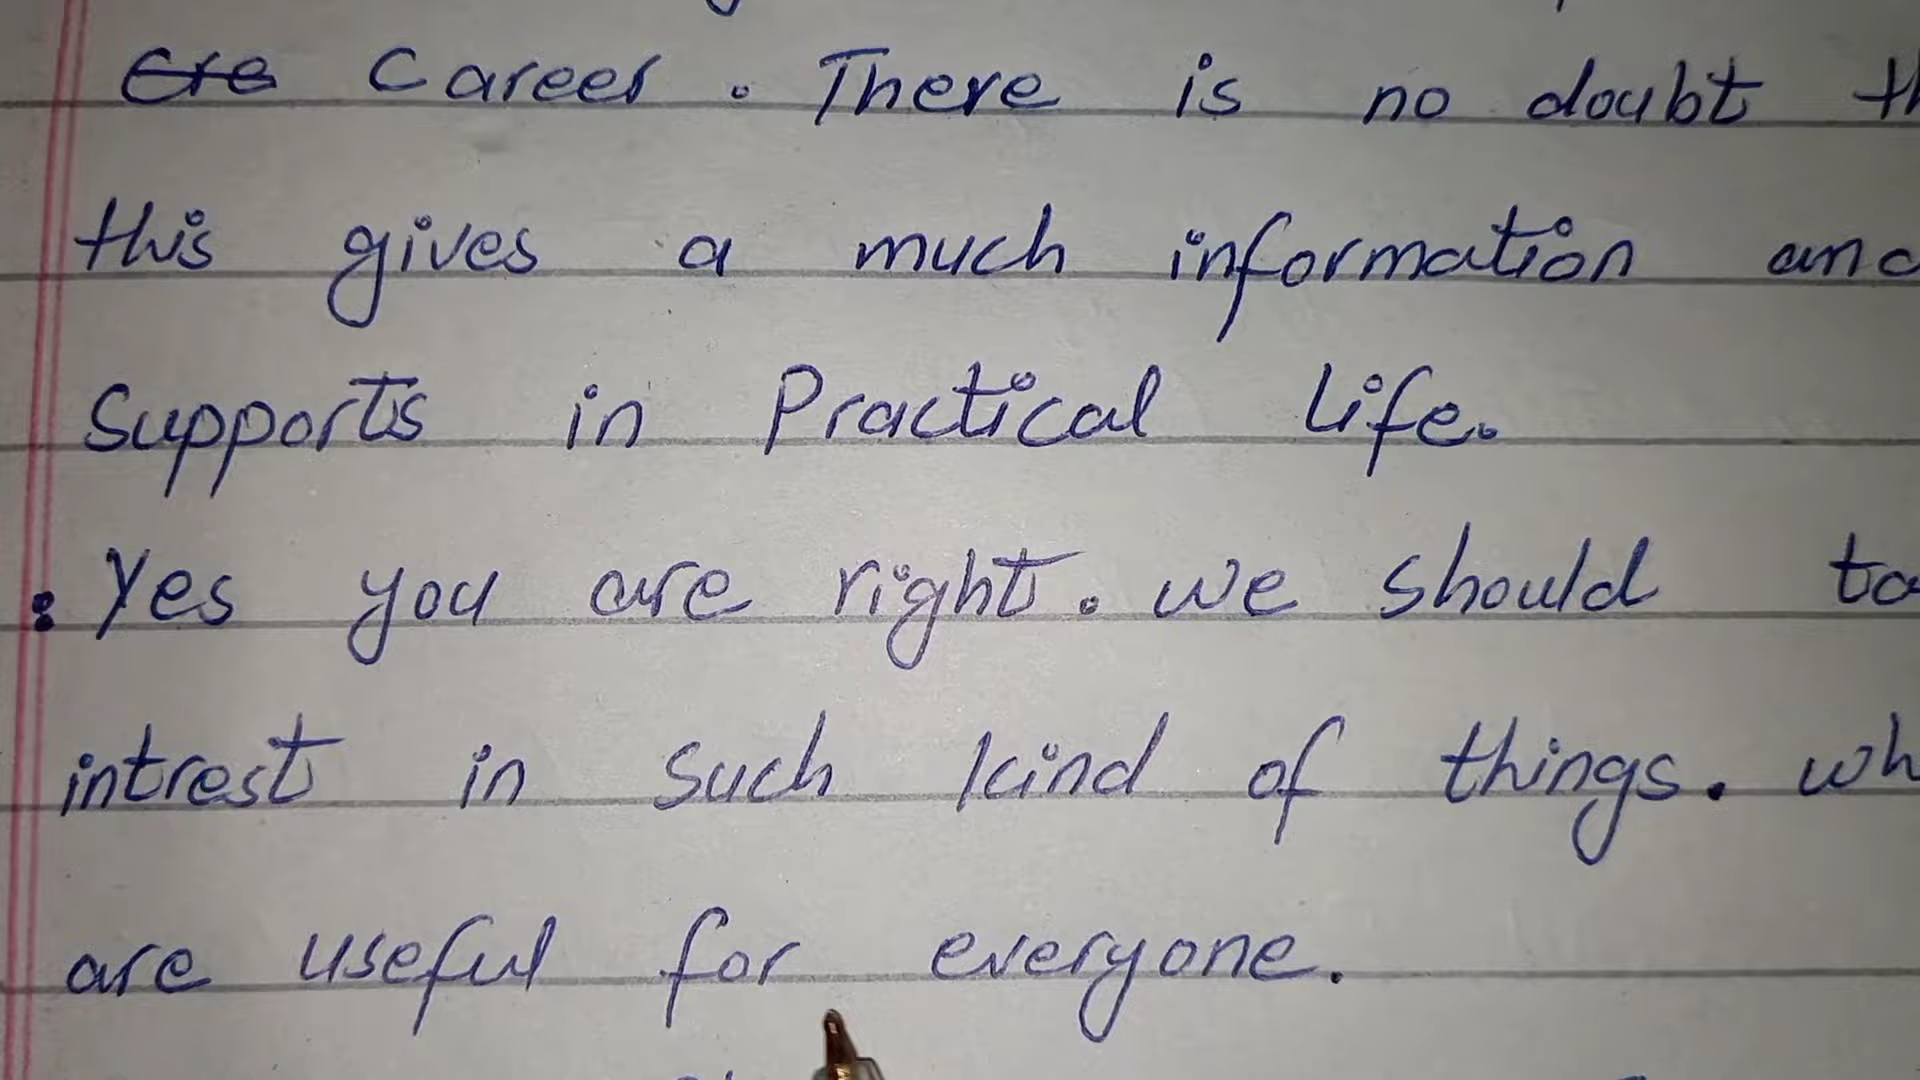 Career. There is no doubt
this gives a much information
Supports in Practical life.
: Yes you are right. we should
intrest in such kind of things.
are useful for everyone.